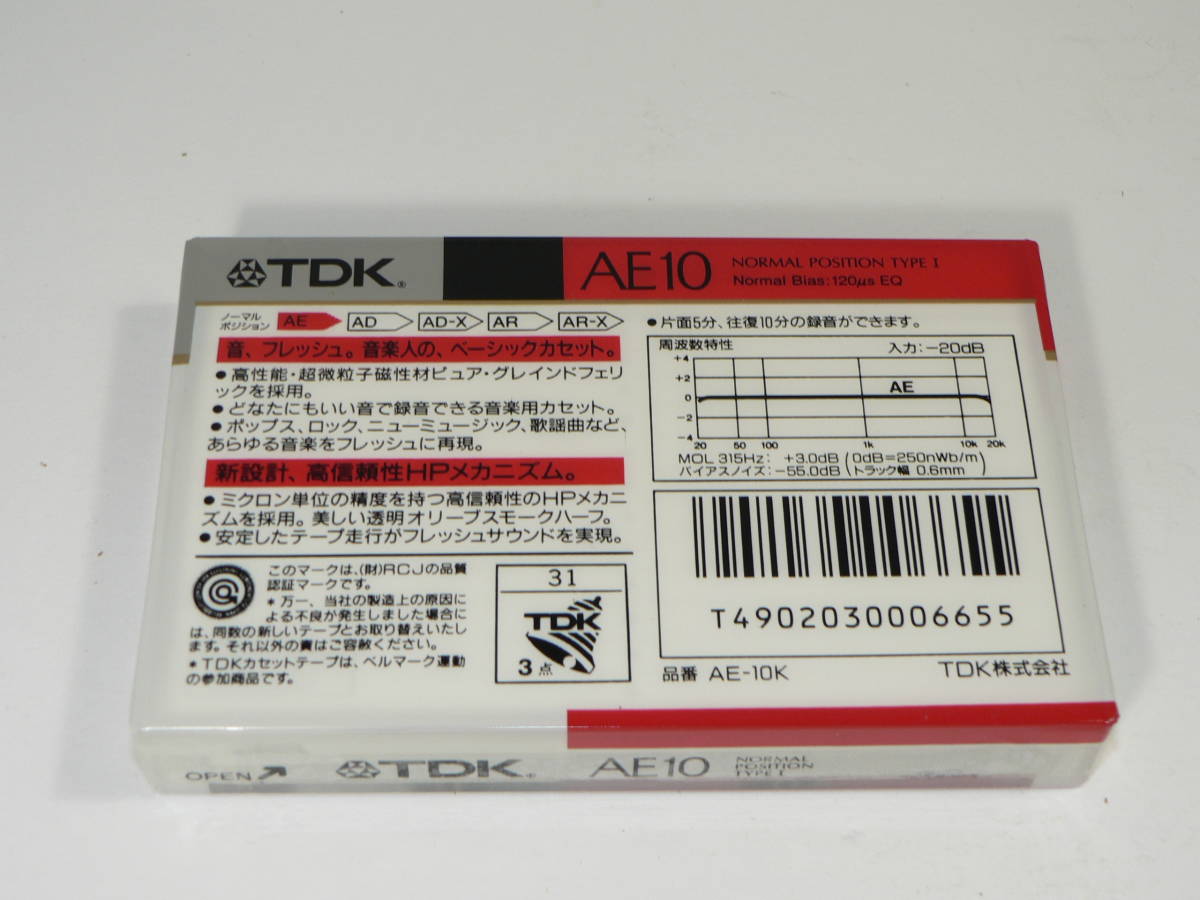 TDK®
AE10
NORMAL POSITION TYPE I
Normal Bias: 120μs EQ
ノーマル
ポジション
AE AD AD-X AR AR-X
音、フレッシュ。音楽人の、ベーシックカセット。
●高性能・超微粒子磁性材ピュア・グレインドフェリ
ックを採用。
●どなたにもいい音で録音できる音楽用カセット。
●ポップス、ロック、ニューミュージック、歌謡曲など、
あらゆる音楽をフレッシュに再現。
新設計、高信頼性HPメカニズム。
●ミクロン単位の精度を持つ高信頼性のHPメカニ
ズムを採用。美しい透明オリーブスモークハーフ。
●安定したテープ走行がフレッシュサウンドを実現。
このマークは、(財)RCJの品質
認証マークです。
*万一、当社の製造上の原因に
よる不良が発生しました場合に
は、同数の新しいテープとお取り替えいたし
ます。それ以外の責はご容赦ください。
*TDKカセットテープは、ベルマーク運動
の参加商品です。
31
TDK
3点
●片面5分、往復10分の録音ができます。
周波数特性 入力:-20dB
+4
+2
0
-2
-4
AE
20 50 100 1k 10k 20k
MOL 315Hz: +3.0dB (0dB=250nWb/m)
バイアスノイズ: -55.0dB (トラック幅 0.6mm)
T4902030006655
品番 AE-10K TDK株式会社
OPEN ↗ TDK® AE10
NORMAL
POSITION
TYPE I